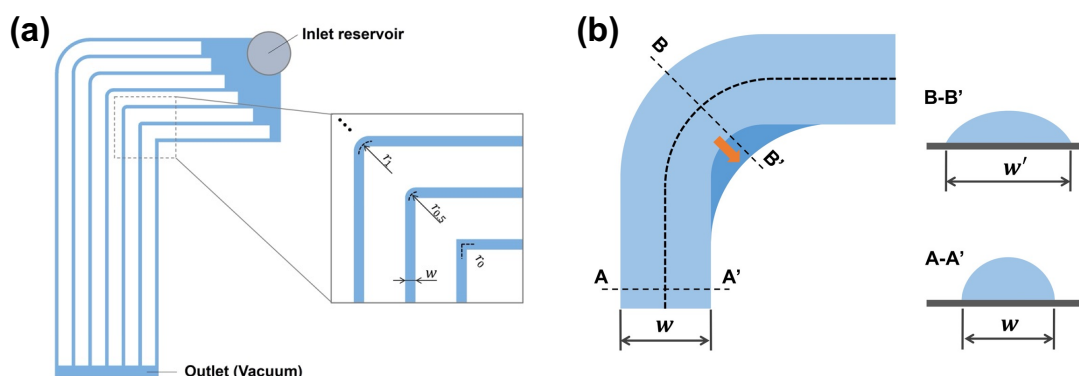 (a)
Inlet reservoir
r₁
r₀.₅
r₀
w
Outlet (Vacuum)
(b)
B
B'
A
A'
w
B-B'
w'
A-A'
w